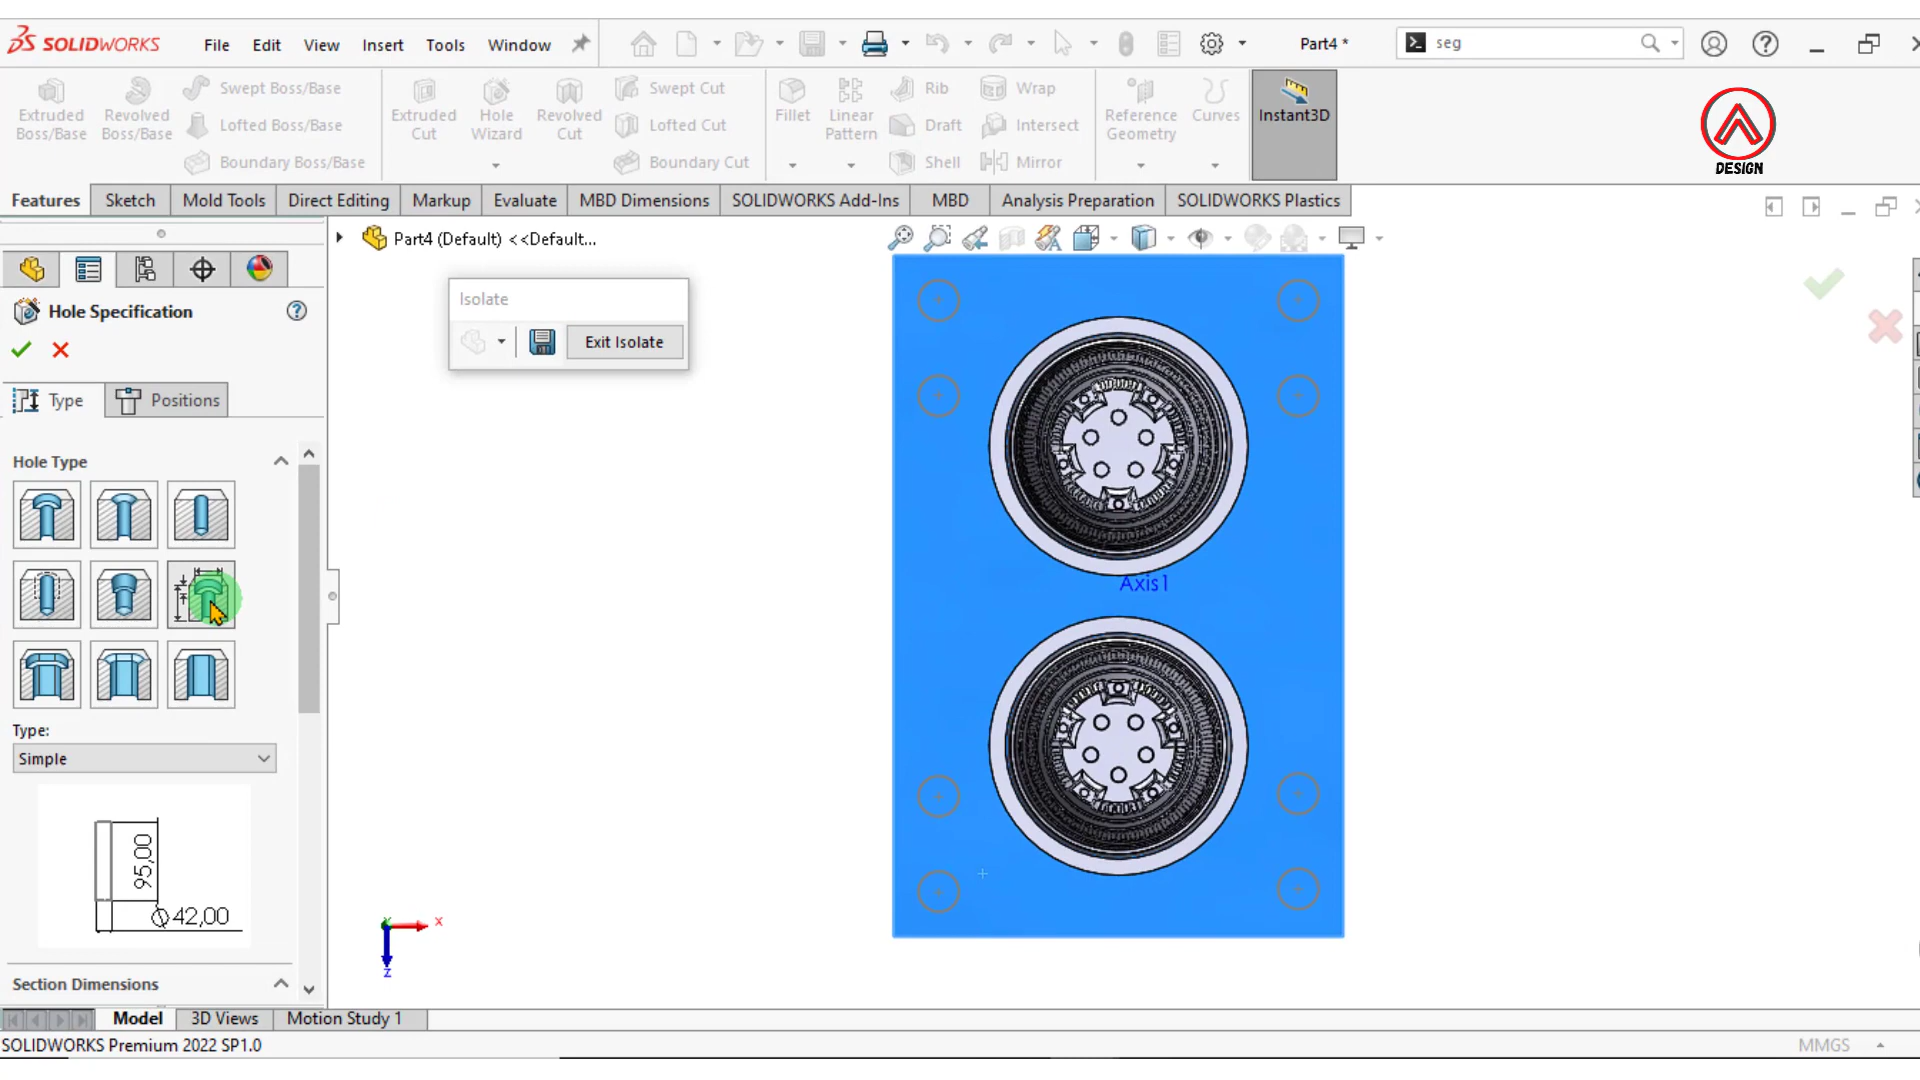 SOLIDWORKS File Edit View Insert Tools Window Part4 * seg
Extruded Boss/Base
Revolved Boss/Base
Swept Boss/Base
Lofted Boss/Base
Boundary Boss/Base
Extruded Cut
Hole Wizard
Revolved Cut
Swept Cut
Lofted Cut
Boundary Cut
Fillet
Linear Pattern
Rib
Draft
Shell
Wrap
Intersect
Mirror
Reference Geometry
Curves
Instant3D
DESIGN
Features Sketch Mold Tools Direct Editing Markup Evaluate MBD Dimensions SOLIDWORKS Add-Ins MBD Analysis Preparation SOLIDWORKS Plastics
Part4 (Default) <<Default...
Isolate
Exit Isolate
Hole Specification
Type Positions
Hole Type
Type:
Simple
95,00
∅42,00
Section Dimensions
Axis1
x
z
Model 3D Views Motion Study 1
SOLIDWORKS Premium 2022 SP1.0
MMGS